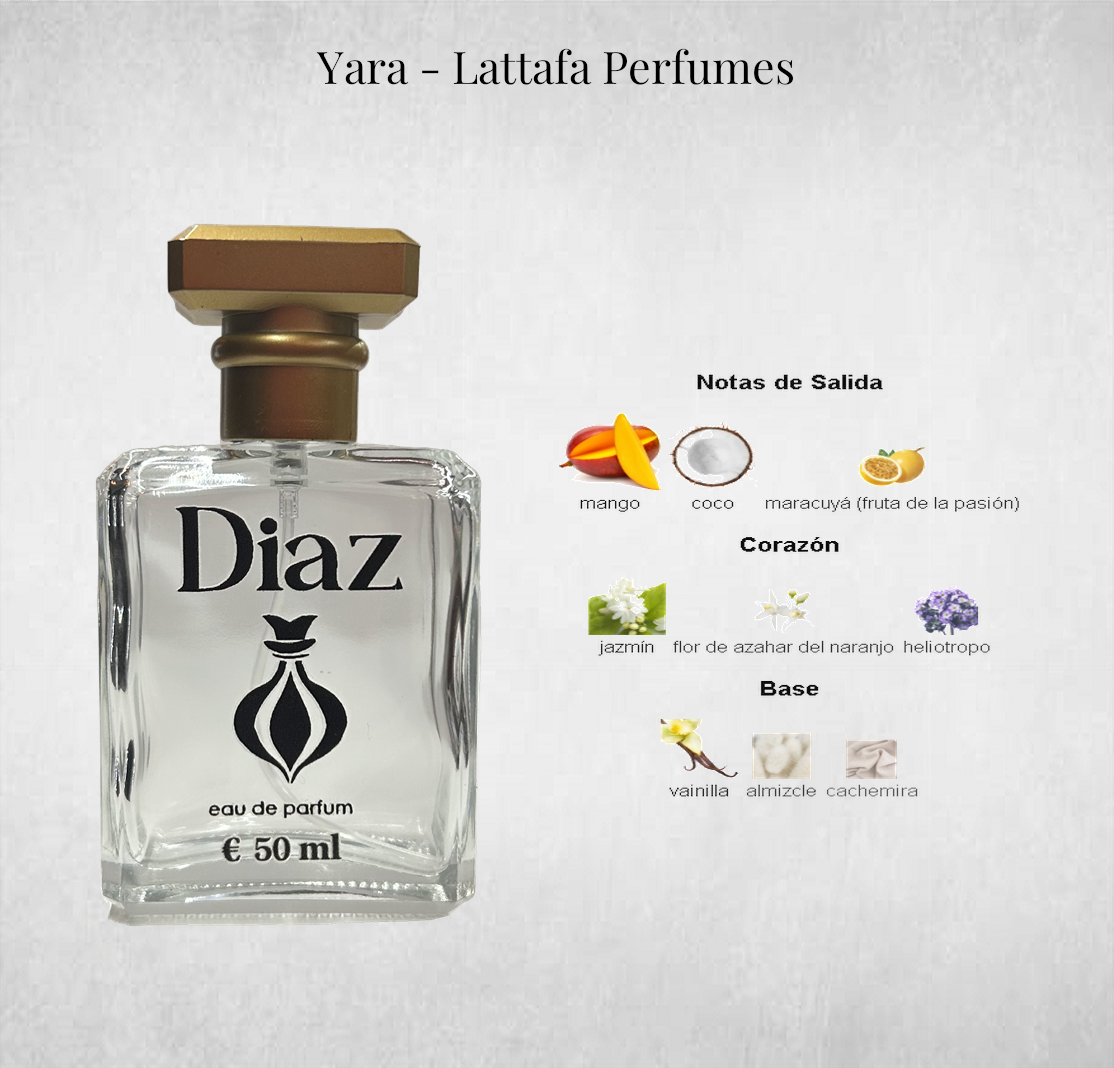 Yara - Lattafa Perfumes
Diaz
eau de parfum
€ 50 ml
Notas de Salida
mango coco maracuyá (fruta de la pasión)
Corazón
jazmín flor de azahar del naranjo heliotropo
Base
vainilla almizcle cachemira